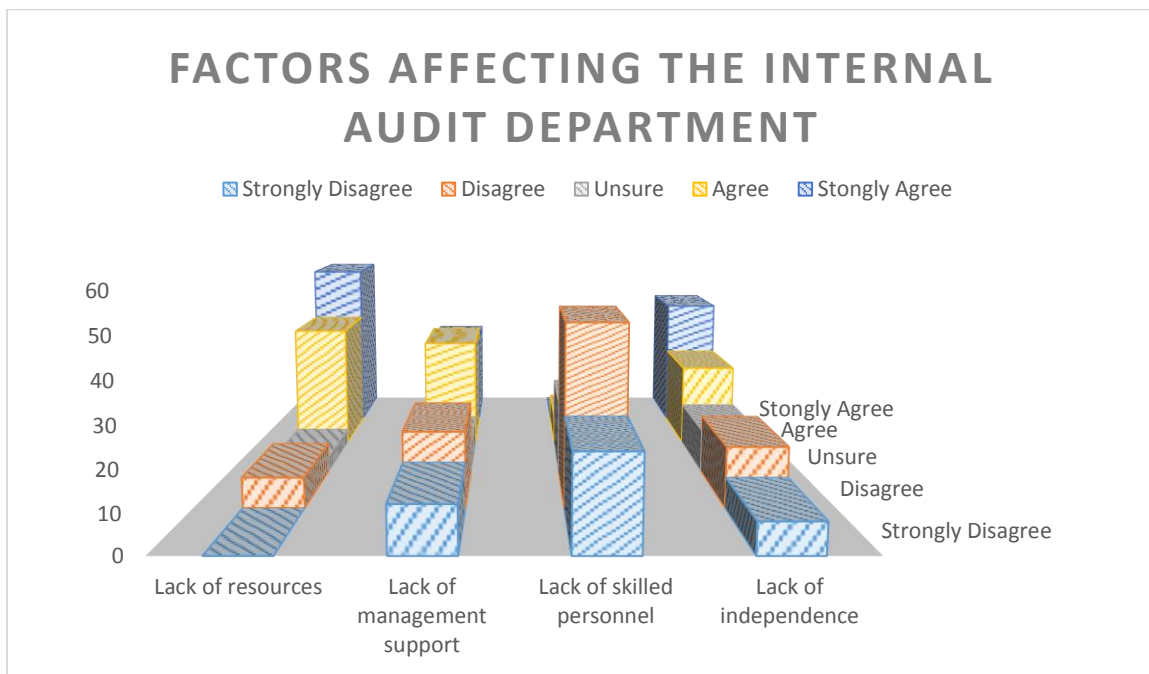 FACTORS AFFECTING THE INTERNAL
AUDIT DEPARTMENT
Strongly Disagree Disagree Unsure Agree Stongly Agree
60
50
40
30
20
10
0
Stongly Agree
Agree
Unsure
Disagree
Strongly Disagree
Lack of resources
Lack of
management
support
Lack of skilled
personnel
Lack of
independence